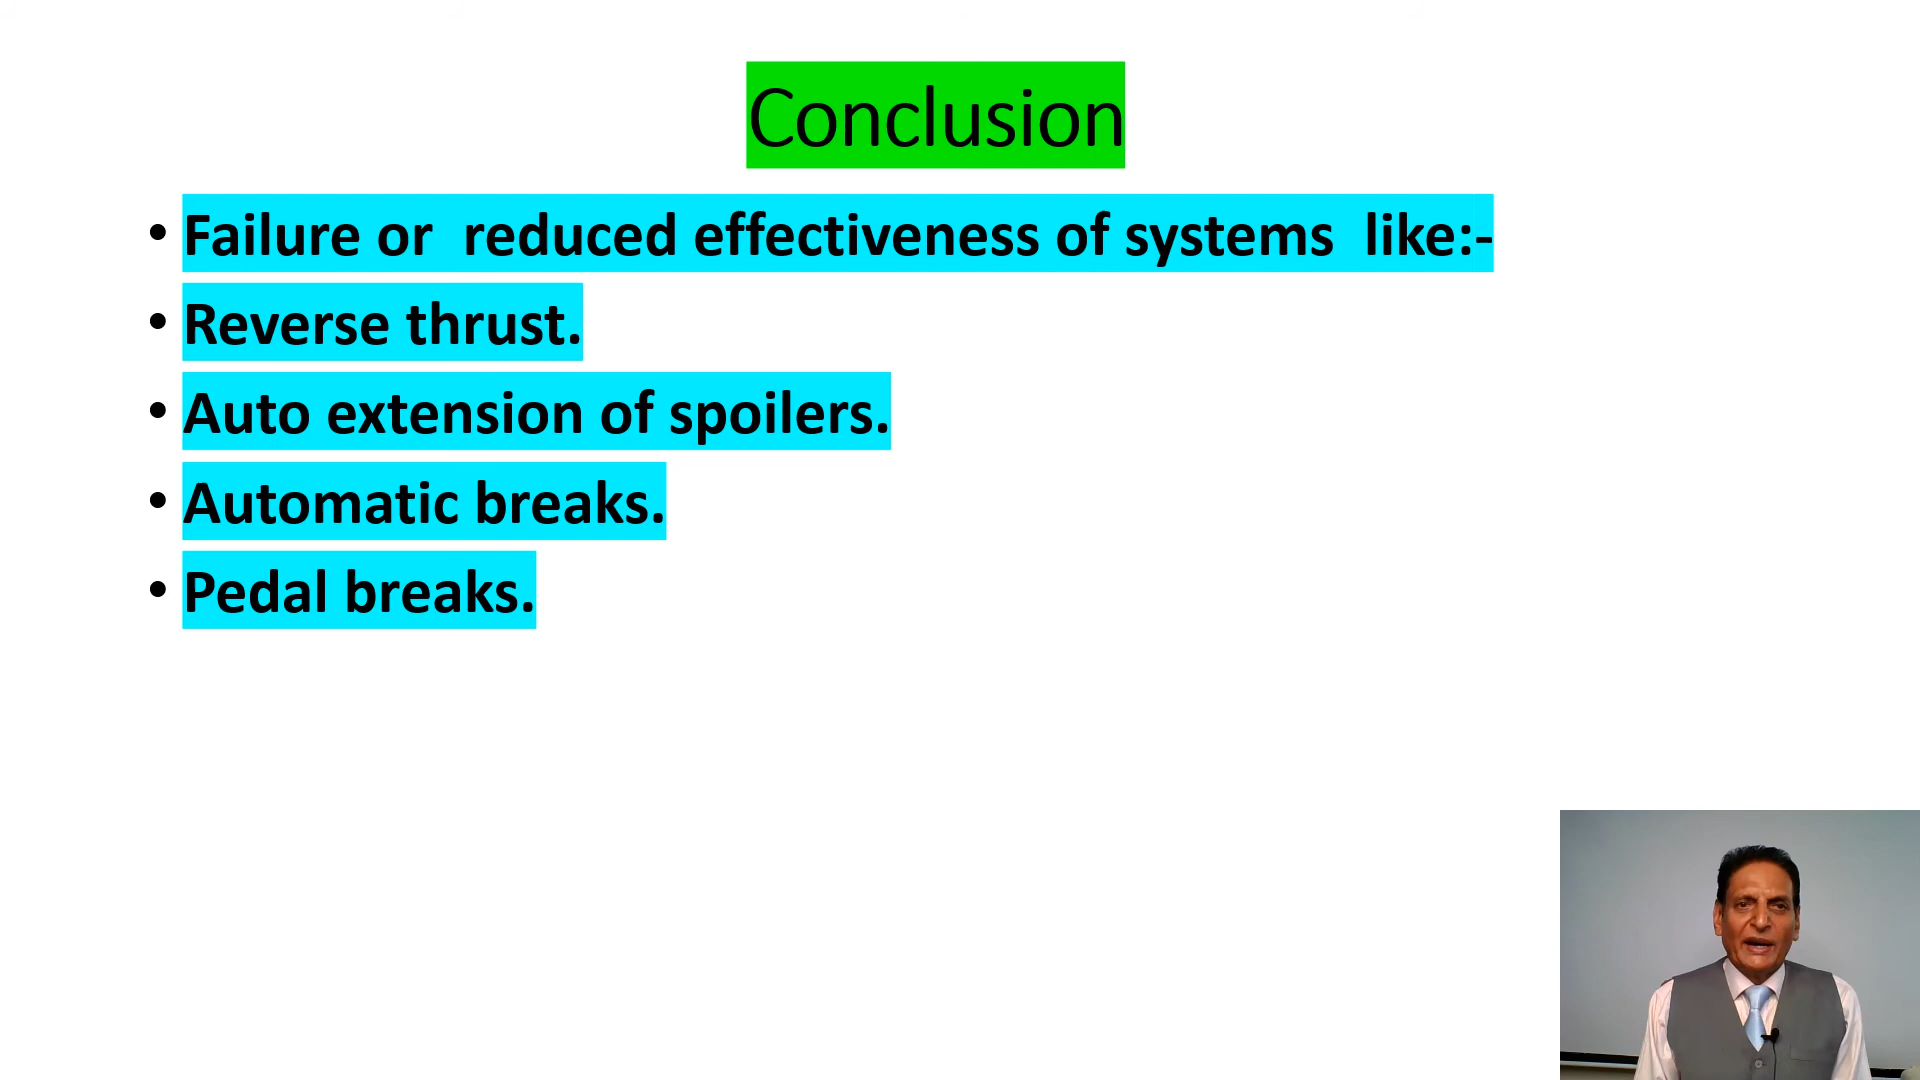 Conclusion
• Failure or  reduced effectiveness of systems  like:-
• Reverse thrust.
• Auto extension of spoilers.
• Automatic breaks.
• Pedal breaks.